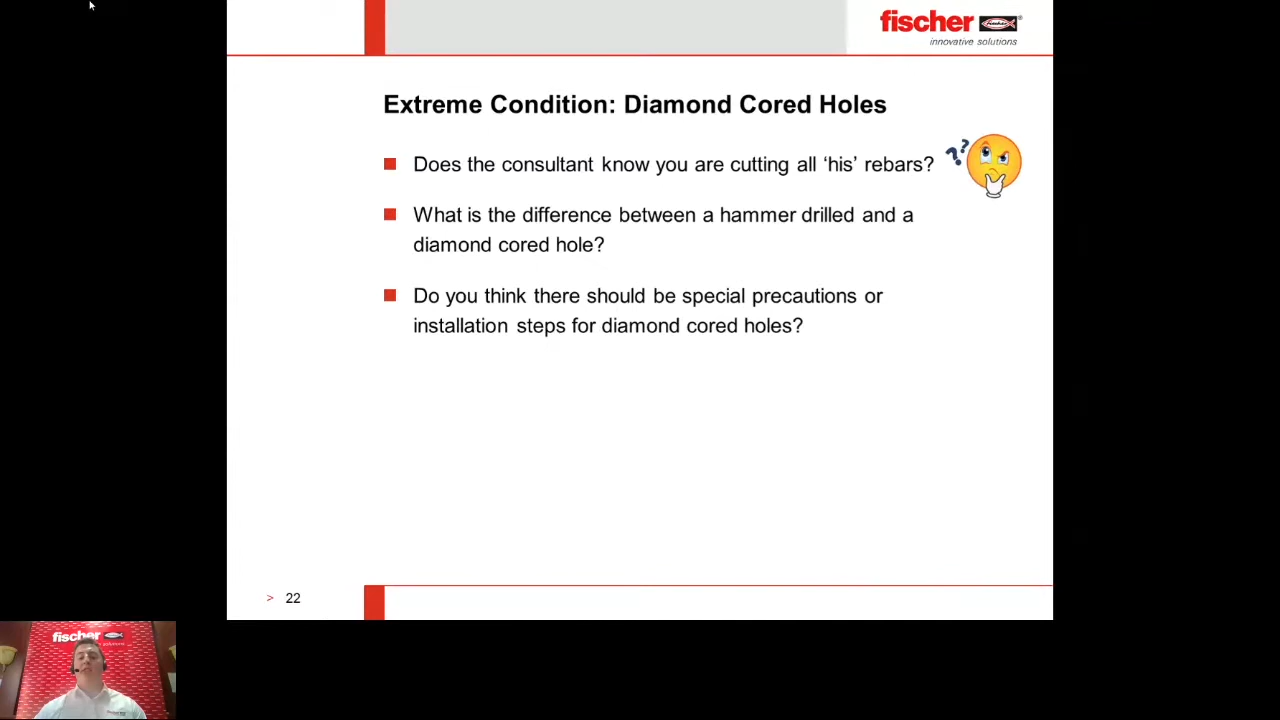 fischer
innovative solutions
Extreme Condition: Diamond Cored Holes
Does the consultant know you are cutting all ‘his’ rebars?
What is the difference between a hammer drilled and a
diamond cored hole?
Do you think there should be special precautions or
installation steps for diamond cored holes?
> 22
fischer